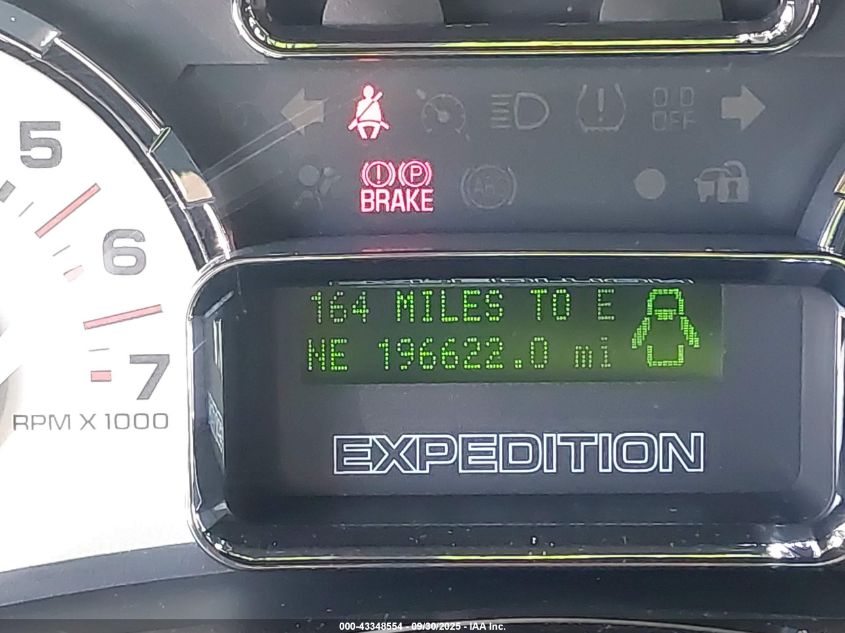 5
6
7
RPM X 1000
O/D
OFF
(!) (P)
BRAKE
ABS
164 MILES TO E
NE 196622.0 mi
EXPEDITION
000-43348554 - 09/30/2025 - IAA Inc.